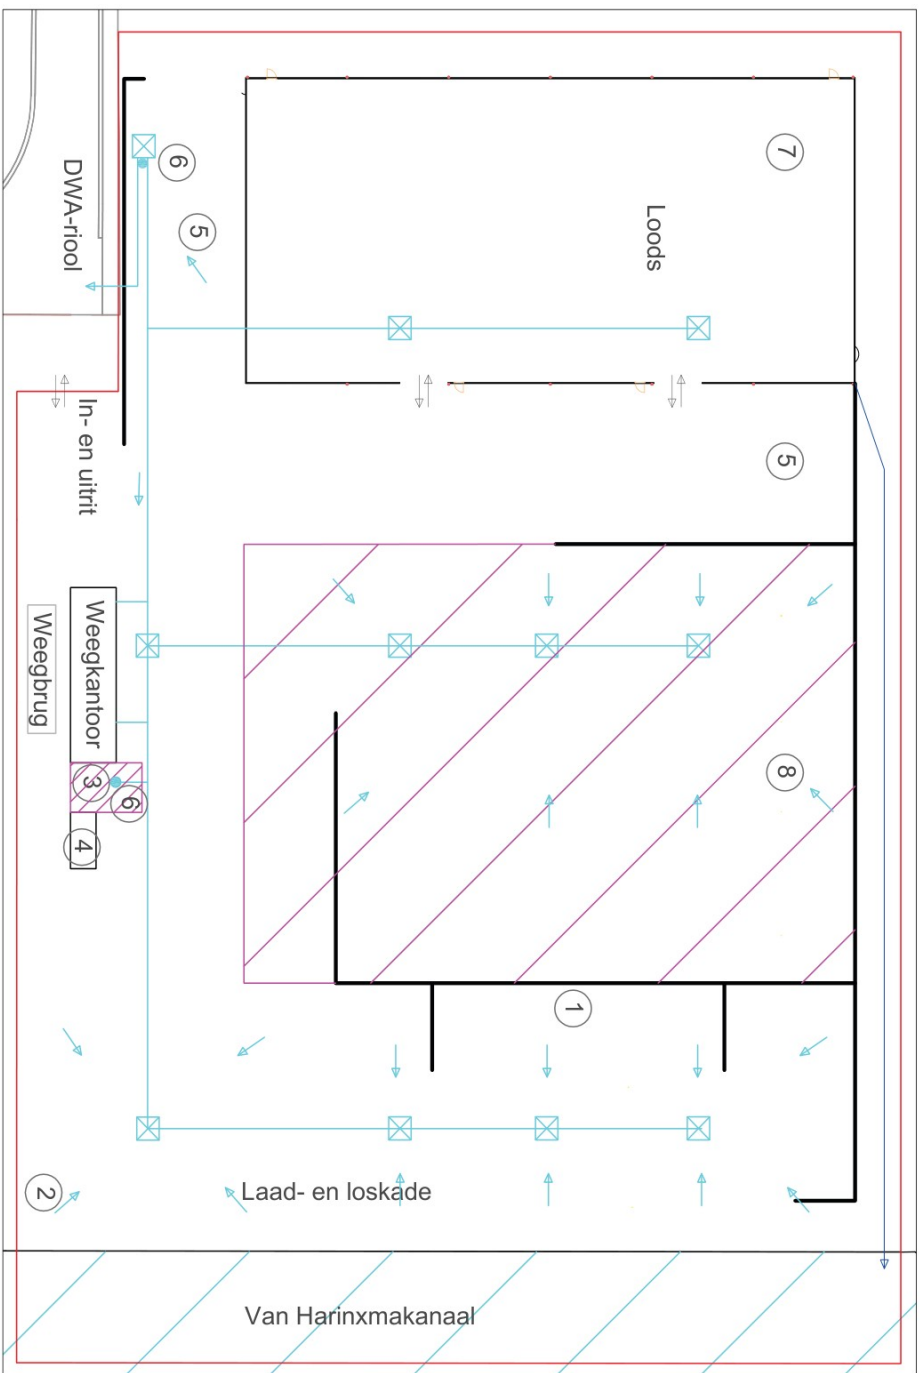 7
6
DWA-riool
5
Loods
5
In- en uitrit
Weegkantoor
Weegbrug
8
3
6
4
1
2
Laad- en loskade
Van Harinxmakanaal